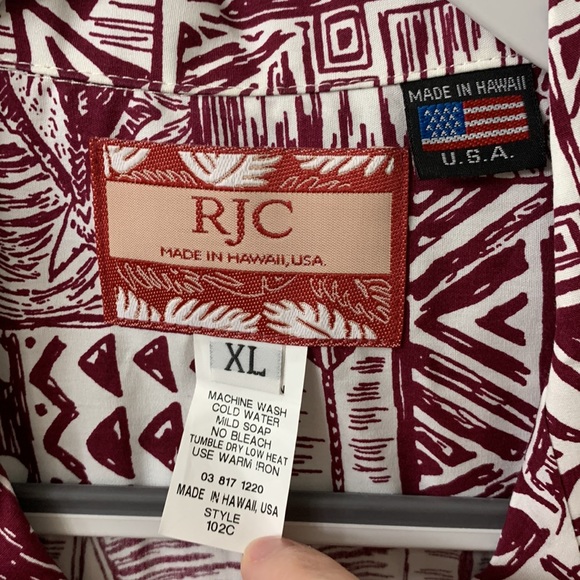 MADE IN HAWAII
U.S.A.
RJC
MADE IN HAWAII, USA.
XL
MACHINE WASH
COLD WATER
MILD SOAP
NO BLEACH
TUMBLE DRY LOW HEAT
USE WARM IRON
03 817 1220
MADE IN HAWAII, USA
STYLE
102C